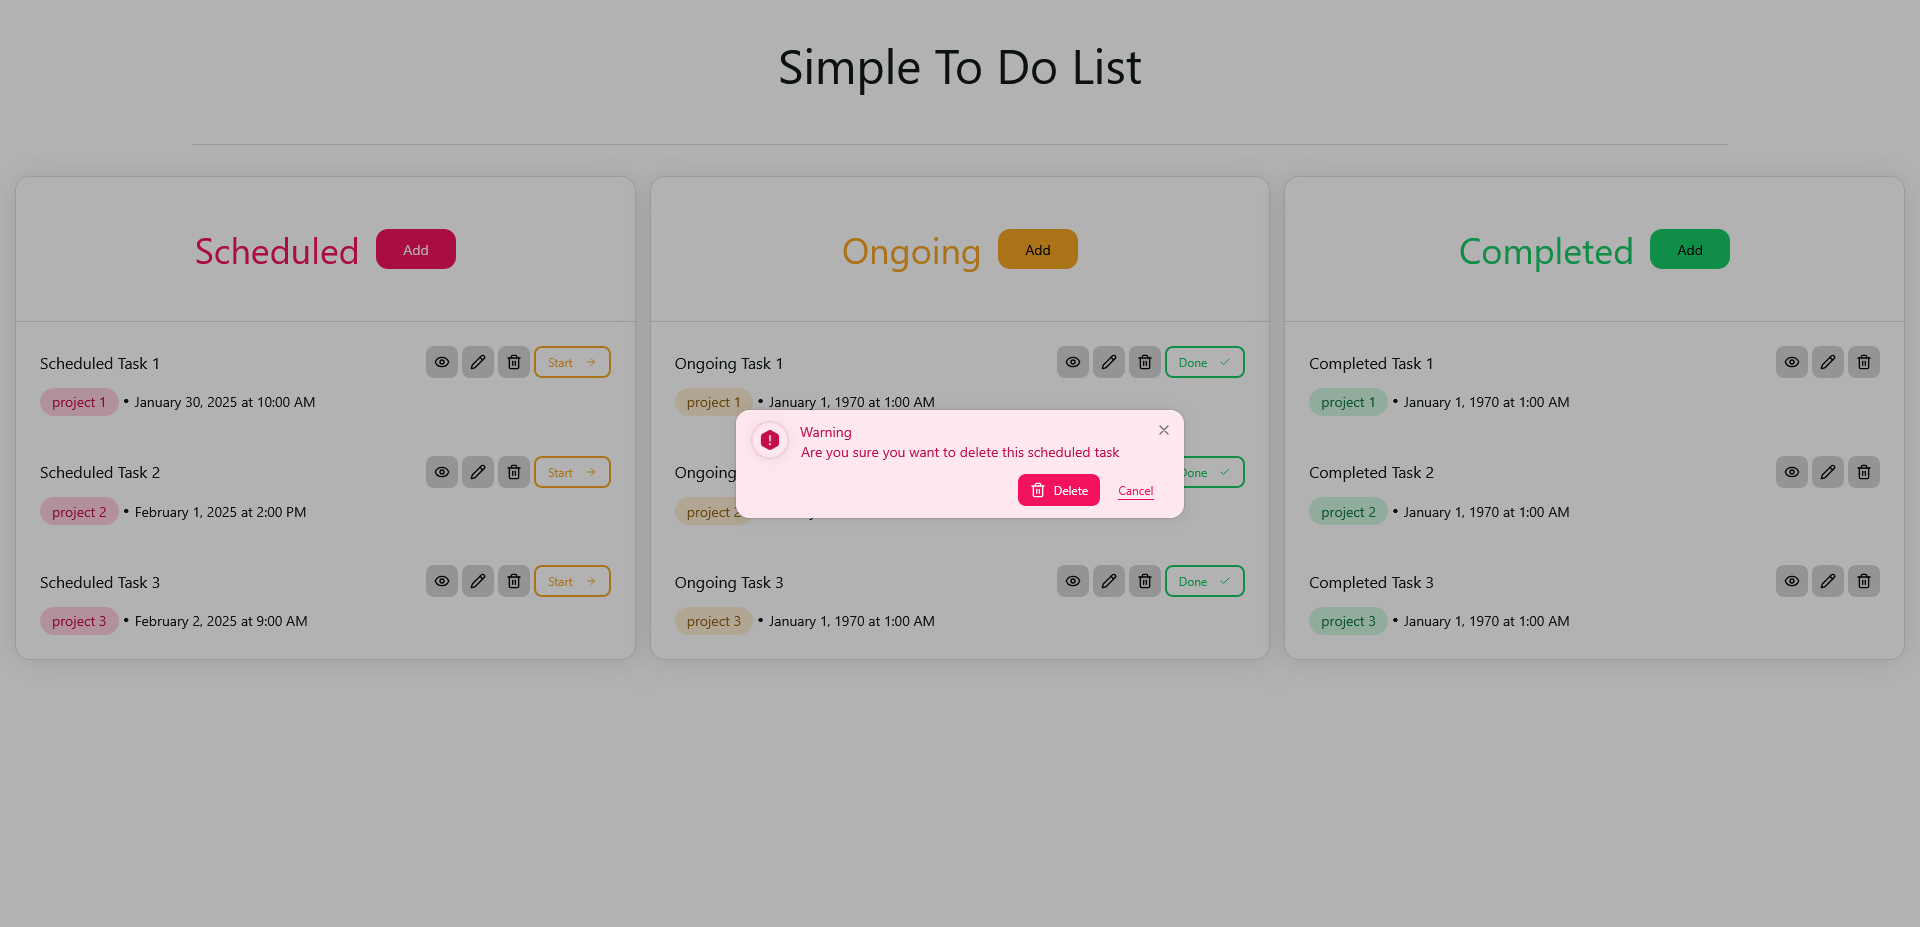 Simple To Do List
Scheduled Add
Scheduled Task 1 Start
project 1 • January 30, 2025 at 10:00 AM
Scheduled Task 2 Start
project 2 • February 1, 2025 at 2:00 PM
Scheduled Task 3 Start
project 3 • February 2, 2025 at 9:00 AM
Ongoing Add
Ongoing Task 1 Done
project 1 • January 1, 1970 at 1:00 AM
Ongoing Done
project 2
Ongoing Task 3 Done
project 3 • January 1, 1970 at 1:00 AM
Completed Add
Completed Task 1
project 1 • January 1, 1970 at 1:00 AM
Completed Task 2
project 2 • January 1, 1970 at 1:00 AM
Completed Task 3
project 3 • January 1, 1970 at 1:00 AM
Warning
Are you sure you want to delete this scheduled task
Delete Cancel